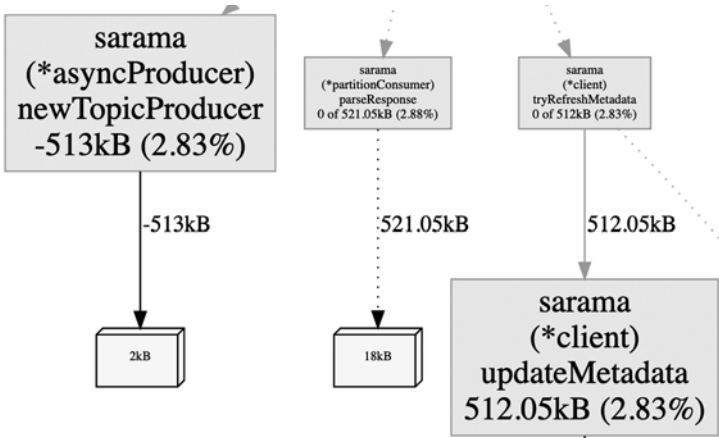 sarama
(*asyncProducer)
newTopicProducer
-513kB (2.83%)
sarama
(*partitionConsumer)
parseResponse
0 of 521.05kB (2.88%)
sarama
(*client)
tryRefreshMetadata
0 of 512kB (2.83%)
-513kB
521.05kB
512.05kB
2kB
18kB
sarama
(*client)
updateMetadata
512.05kB (2.83%)